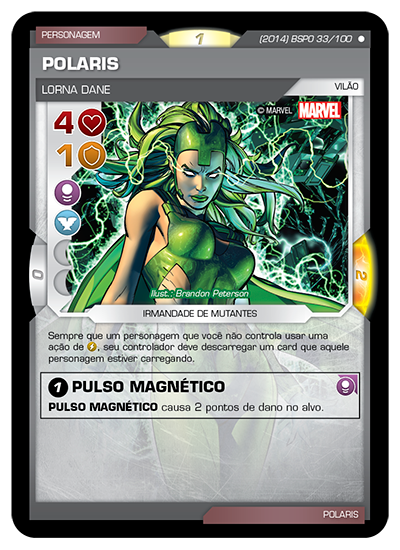 PERSONAGEM
1
(2014) BSPO 33/100
POLARIS
LORNA DANE
VILÃO
© MARVEL MARVEL
4
1
0
2
Ilust.: Brandon Peterson
IRMANDADE DE MUTANTES
Sempre que um personagem que você não controla usar uma
ação de , seu controlador deve descarregar um card que aquele
personagem estiver carregando.
1 PULSO MAGNÉTICO
PULSO MAGNÉTICO causa 2 pontos de dano no alvo.
POLARIS